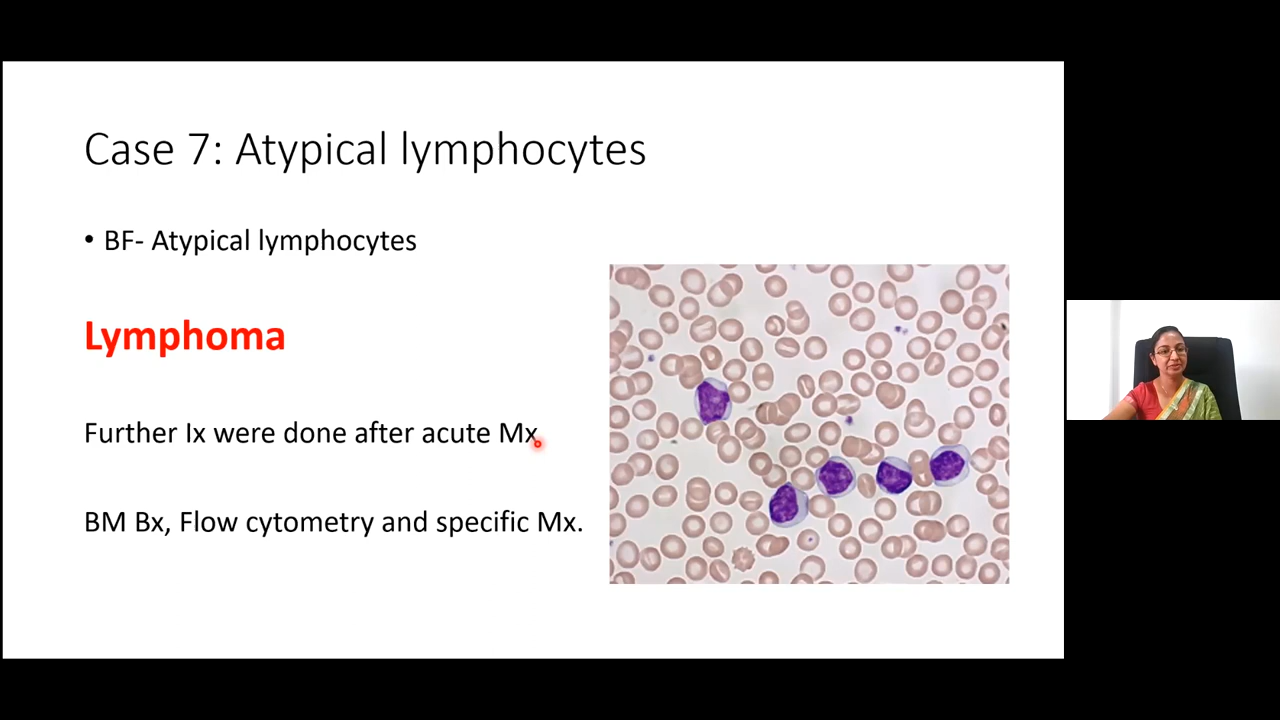 Case 7: Atypical lymphocytes
• BF- Atypical lymphocytes
Lymphoma
Further Ix were done after acute Mx
BM Bx, Flow cytometry and specific Mx.